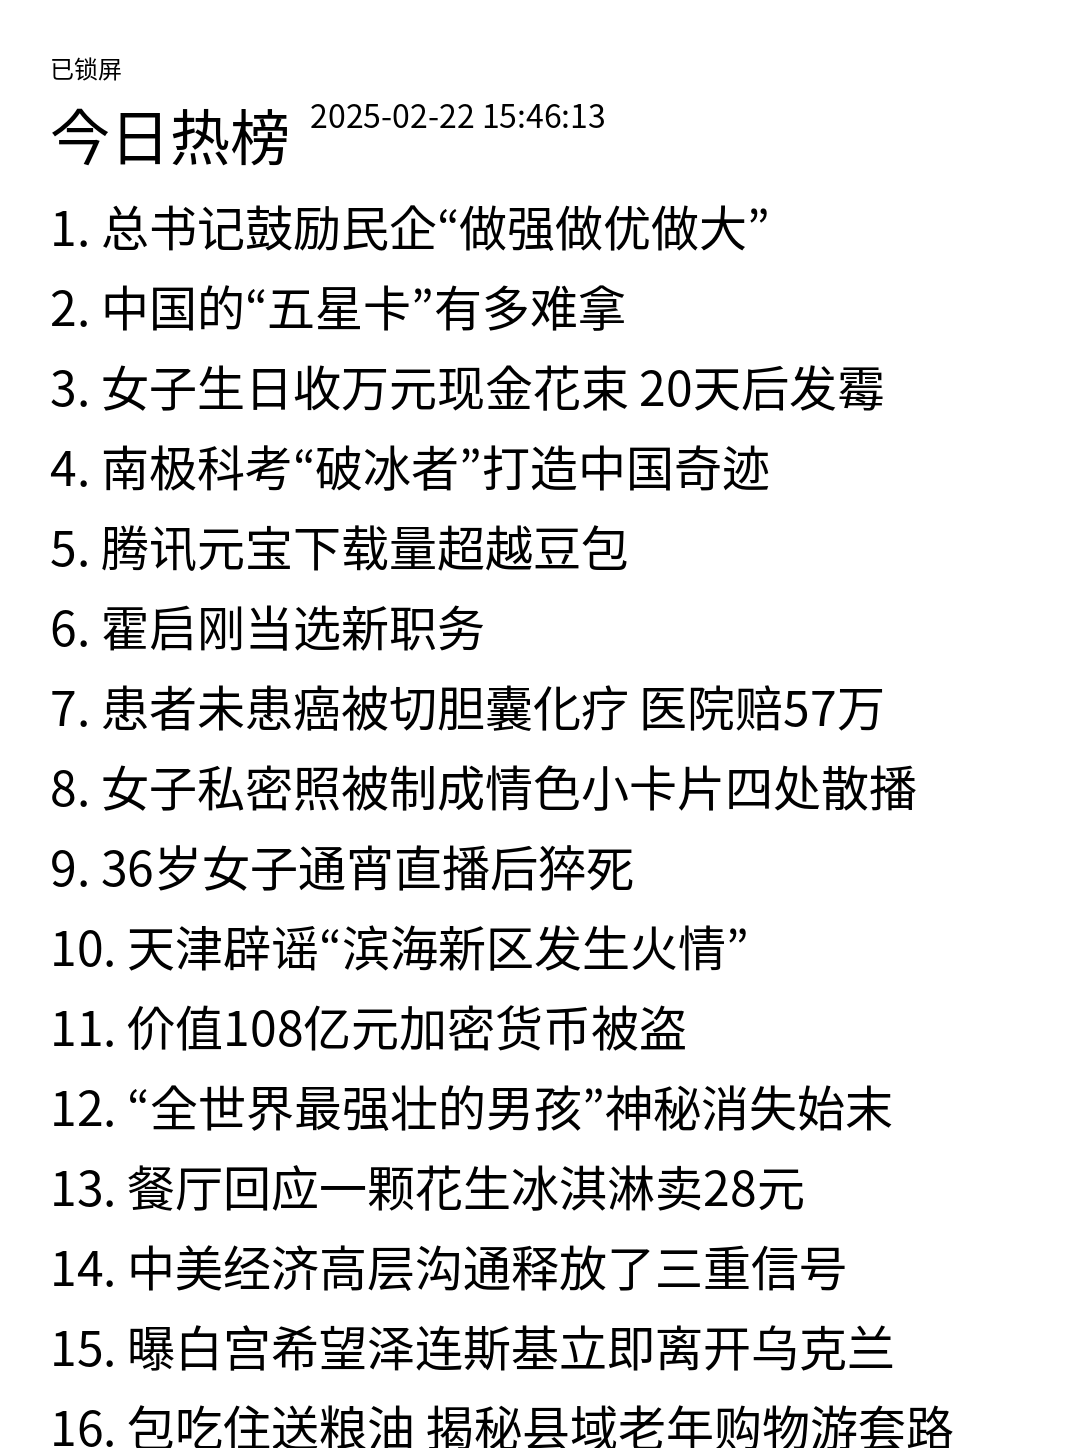 已锁屏
今日热榜 2025-02-22 15:46:13
1. 总书记鼓励民企“做强做优做大”
2. 中国的“五星卡”有多难拿
3. 女子生日收万元现金花束 20天后发霉
4. 南极科考“破冰者”打造中国奇迹
5. 腾讯元宝下载量超越豆包
6. 霍启刚当选新职务
7. 患者未患癌被切胆囊化疗 医院赔57万
8. 女子私密照被制成情色小卡片四处散播
9. 36岁女子通宵直播后猝死
10. 天津辟谣“滨海新区发生火情”
11. 价值108亿元加密货币被盗
12. “全世界最强壮的男孩”神秘消失始末
13. 餐厅回应一颗花生冰淇淋卖28元
14. 中美经济高层沟通释放了三重信号
15. 曝白宫希望泽连斯基立即离开乌克兰
16. 包吃住送粮油 揭秘县域老年购物游套路